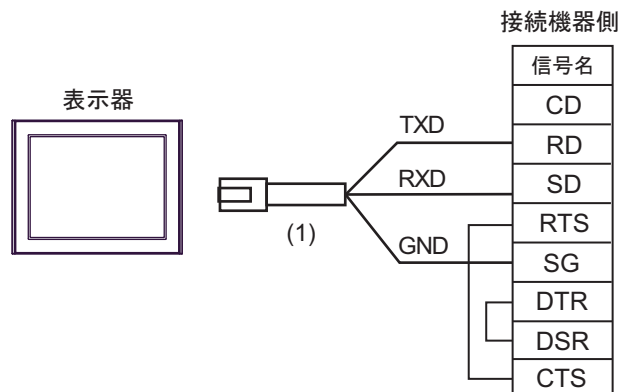 接続機器側
信号名
表示器
CD
TXD
RD
RXD
SD
(1)
RTS
GND
SG
DTR
DSR
CTS